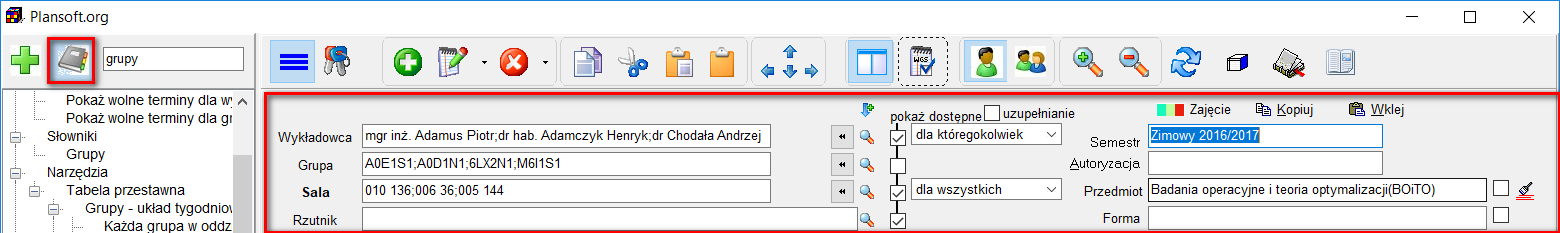 Plansoft.org
grupy
WGS
Pokaż wolne terminy dla wy
Pokaż wolne terminy dla gr
Słowniki
Grupy
Narzędzia
Tabela przestawna
Grupy - układ tygodniow
Każda grupa w oddz
pokaż dostępne uzupełnianie Zajęcie Kopiuj Wklej
Wykładowca mgr inż. Adamus Piotr;dr hab. Adamczyk Henryk;dr Chodała Andrzej dla któregokolwiek Semestr Zimowy 2016/2017
Grupa A0E1S1;A0D1N1;6LX2N1;M6I1S1 Autoryzacja
Sala 010 136;006 36;005 144 dla wszystkich Przedmiot Badania operacyjne i teoria optymalizacji(BOiTO)
Rzutnik Forma